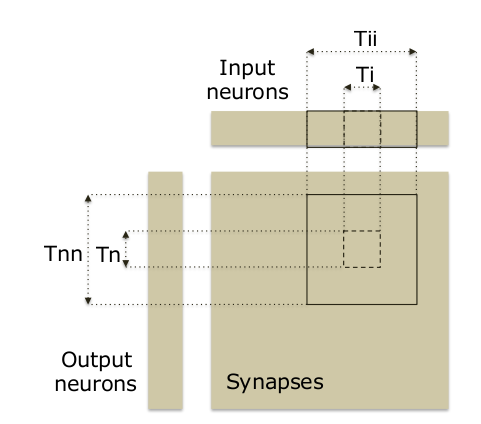 Tii
Input
neurons
Ti
Tnn
Tn
Output
neurons
Synapses